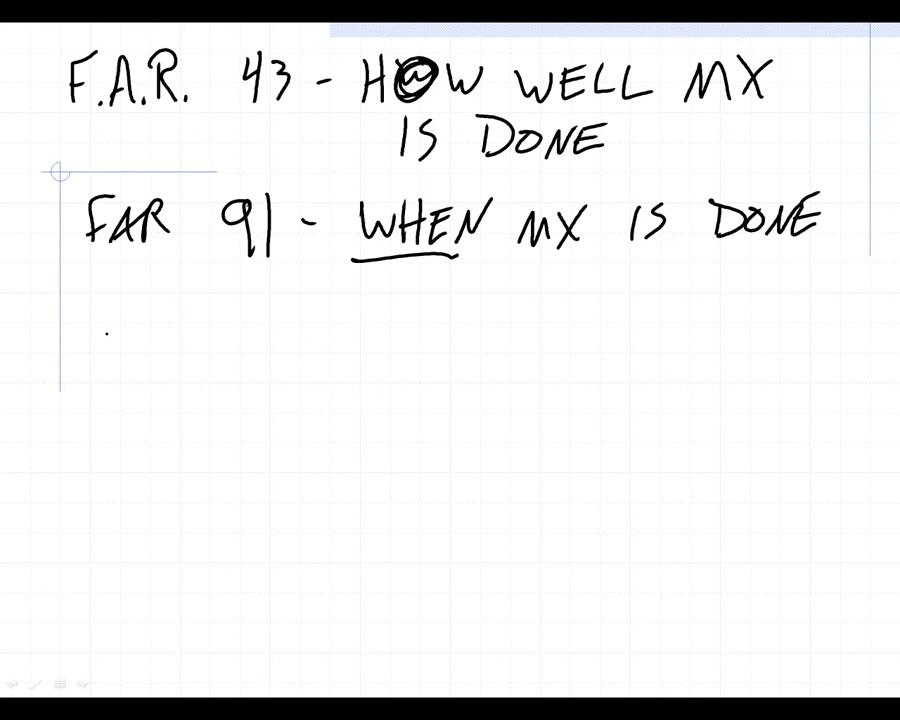 F.A.R. 43 - HOW WELL MX
IS DONE
FAR 91 - WHEN MX IS DONE